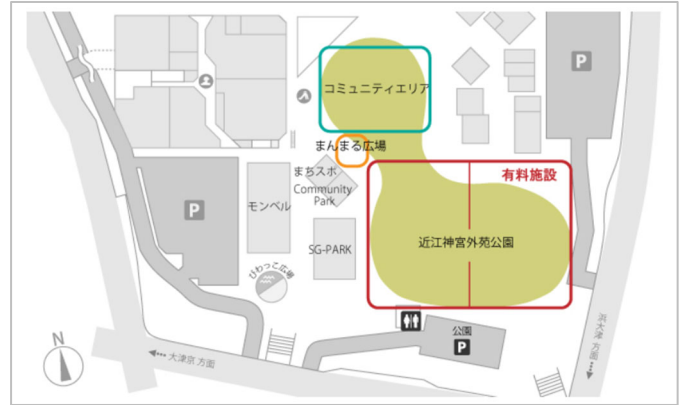 P
コミュニティエリア
まんまる広場
まちスポ
Community
Park
有料施設
P
モンベル
近江神宮外苑公園
SG-PARK
びわっこ広場
公園
P
N
大津京 方面
浜大津 方面